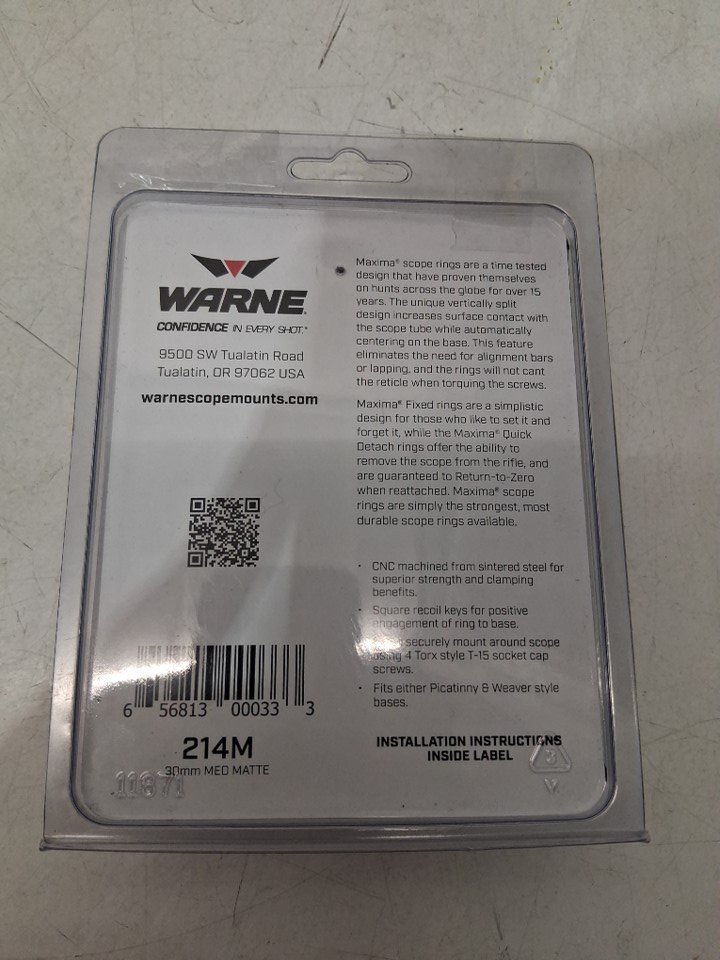 WARNE
CONFIDENCE IN EVERY SHOT.
9500 SW Tualatin Road
Tualatin, OR 97062 USA
warnescopemounts.com
Maxima® scope rings are a time tested
design that have proven themselves
on hunts across the globe for over 15
years. The unique vertically split
design increases surface contact with
the scope tube while automatically
centering on the base. This feature
eliminates the need for alignment bars
or lapping, and the rings will not cant
the reticle when torquing the screws.
Maxima® Fixed rings are a simplistic
design for those who like to set it and
forget it, while the Maxima® Quick
Detach rings offer the ability to
remove the scope from the rifle, and
are guaranteed to Return-to-Zero
when reattached. Maxima® scope
rings are simply the strongest, most
durable scope rings available.
· CNC machined from sintered steel for
superior strength and clamping
benefits.
· Square recoil keys for positive
engagement of ring to base.
securely mount around scope
using 4 Torx style T-15 socket cap
screws.
· Fits either Picatinny & Weaver style
bases.
INSTALLATION INSTRUCTIONS
INSIDE LABEL
6 56813 00033 3
214M
30mm MED MATTE
11871
3
V